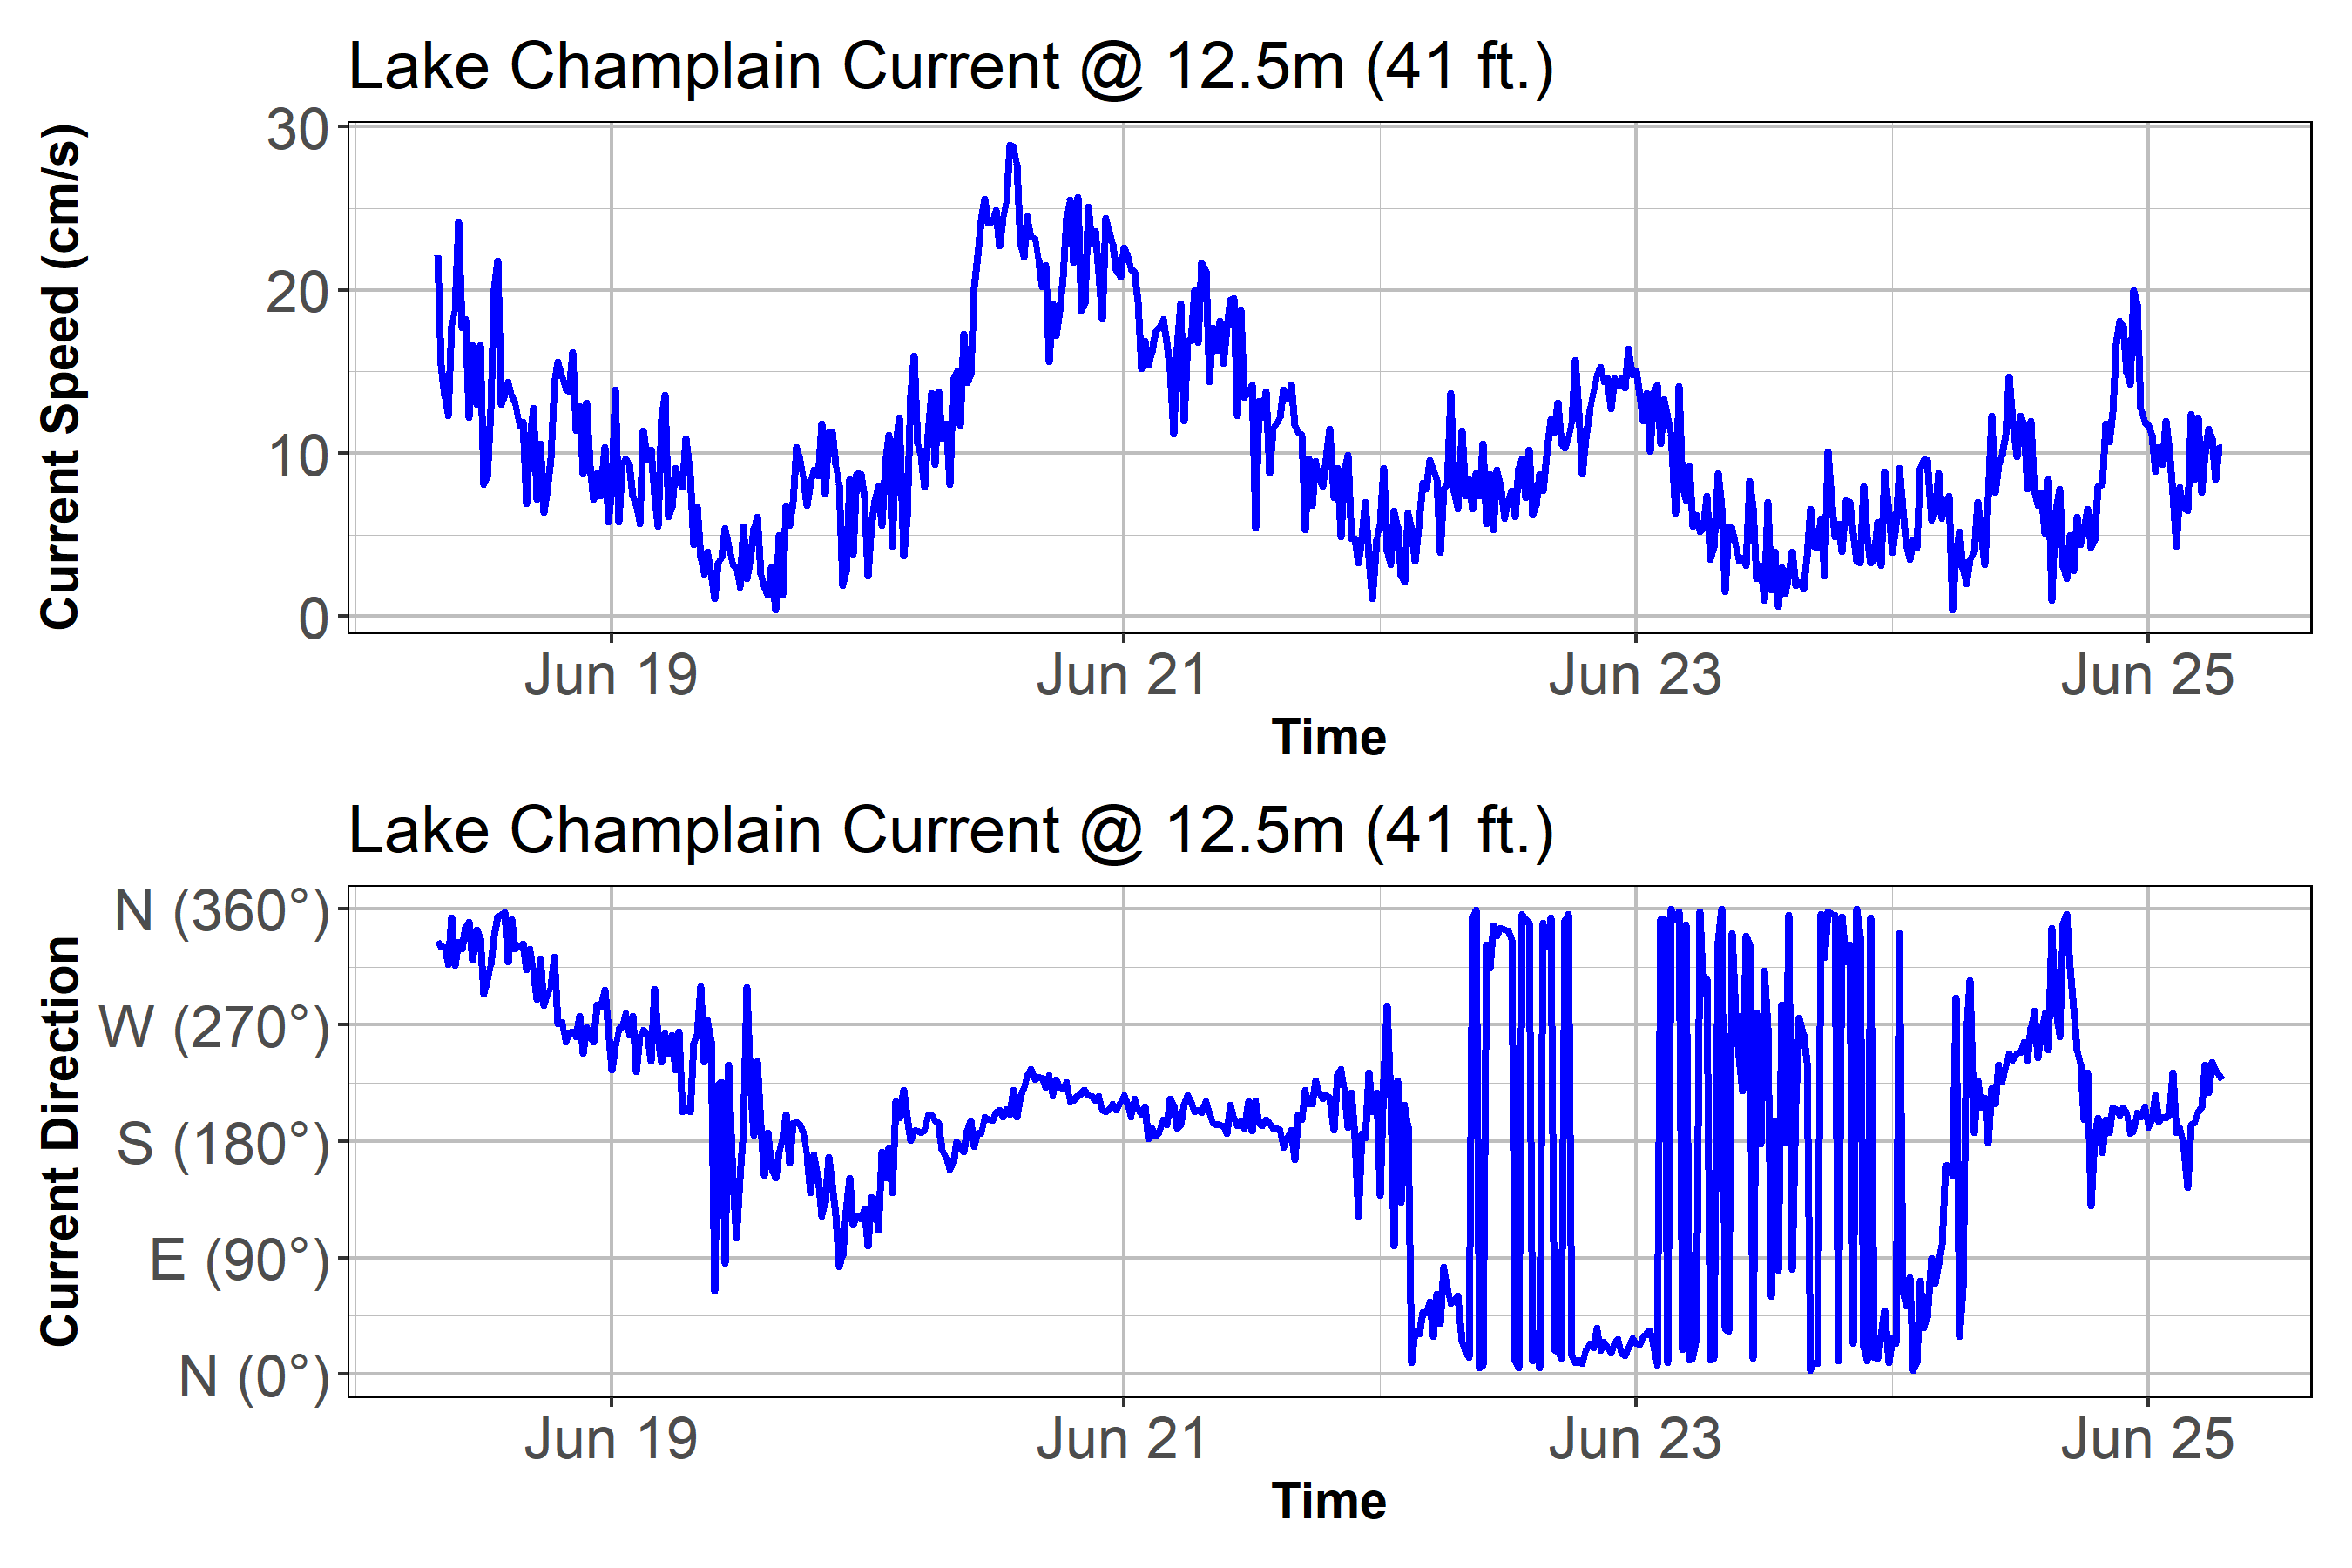 Lake Champlain Current @ 12.5m (41 ft.)
Current Speed (cm/s)
30
20
10
0
Jun 19 Jun 21 Jun 23 Jun 25
Time
Lake Champlain Current @ 12.5m (41 ft.)
Current Direction
N (360°)
W (270°)
S (180°)
E (90°)
N (0°)
Jun 19 Jun 21 Jun 23 Jun 25
Time